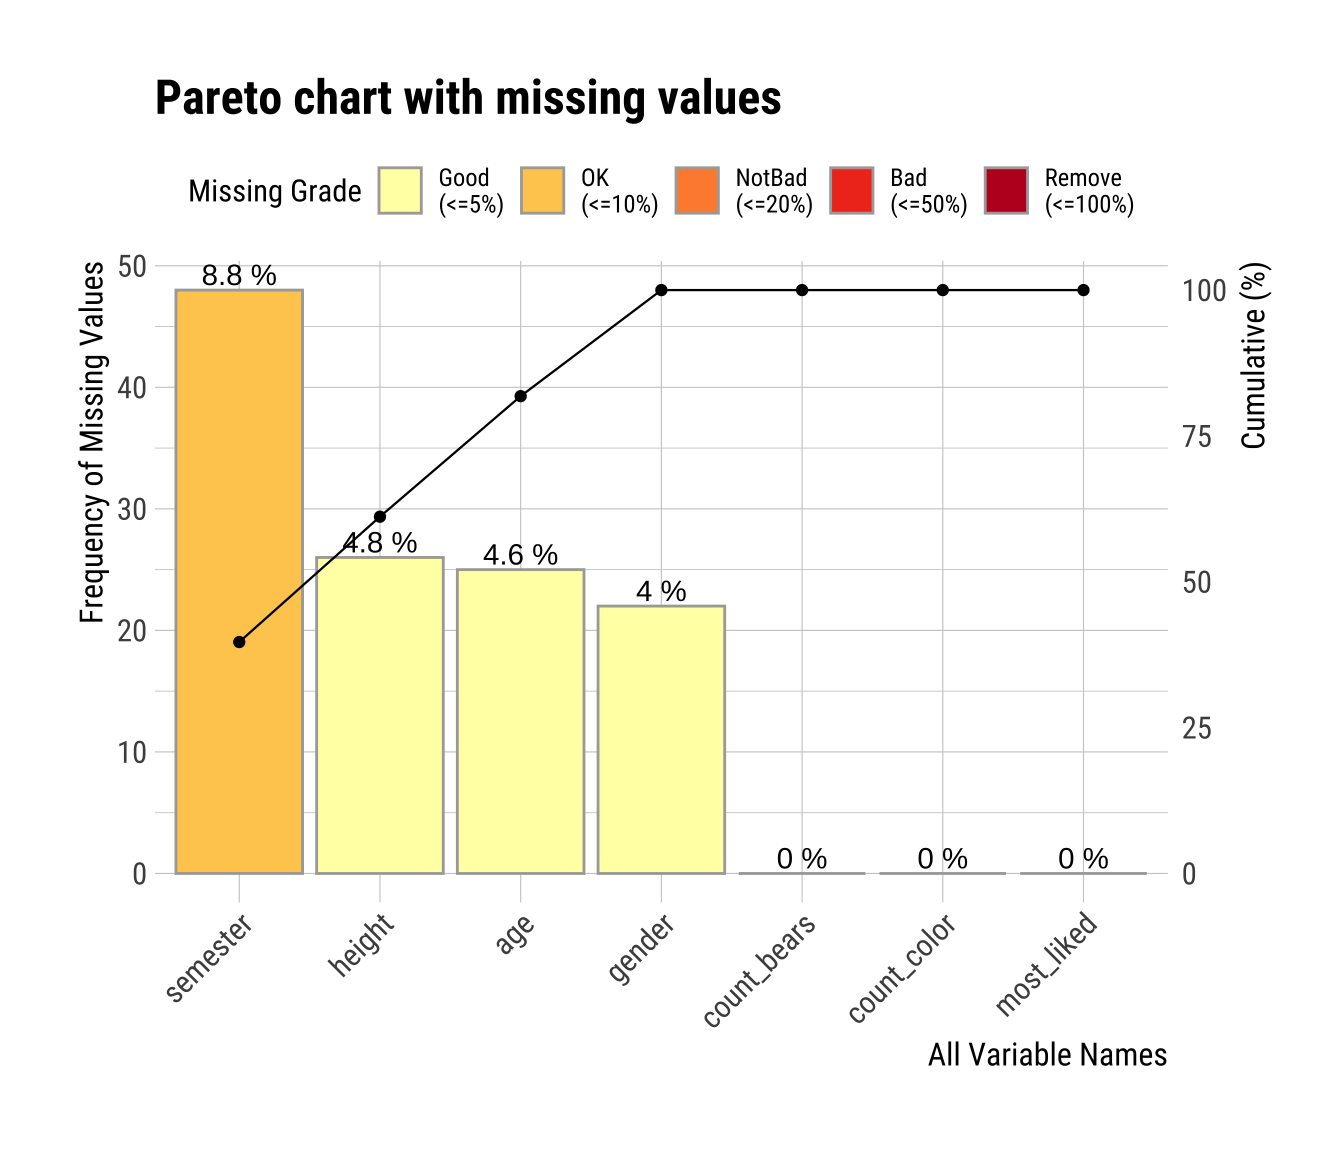 Pareto chart with missing values
Missing Grade
Good
(<=5%)
OK
(<=10%)
NotBad
(<=20%)
Bad
(<=50%)
Remove
(<=100%)
Frequency of Missing Values
50
40
30
20
10
0
8.8 %
4.8 %
4.6 %
4 %
0 %
0 %
0 %
100
75
50
25
0
Cumulative (%)
semester
height
age
gender
count_bears
count_color
most_liked
All Variable Names